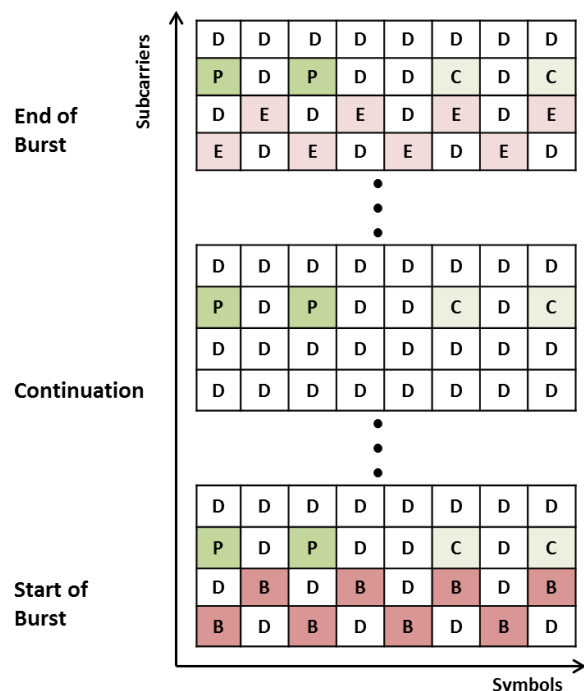 Subcarriers
D D D D D D D D
P D P D D C D C
End of
Burst
D E D E D E D E
E D E D E D E D
D D D D D D D D
P D P D D C D C
D D D D D D D D
Continuation
D D D D D D D D
D D D D D D D D
P D P D D C D C
Start of
Burst
D B D B D B D B
B D B D B D B D
Symbols